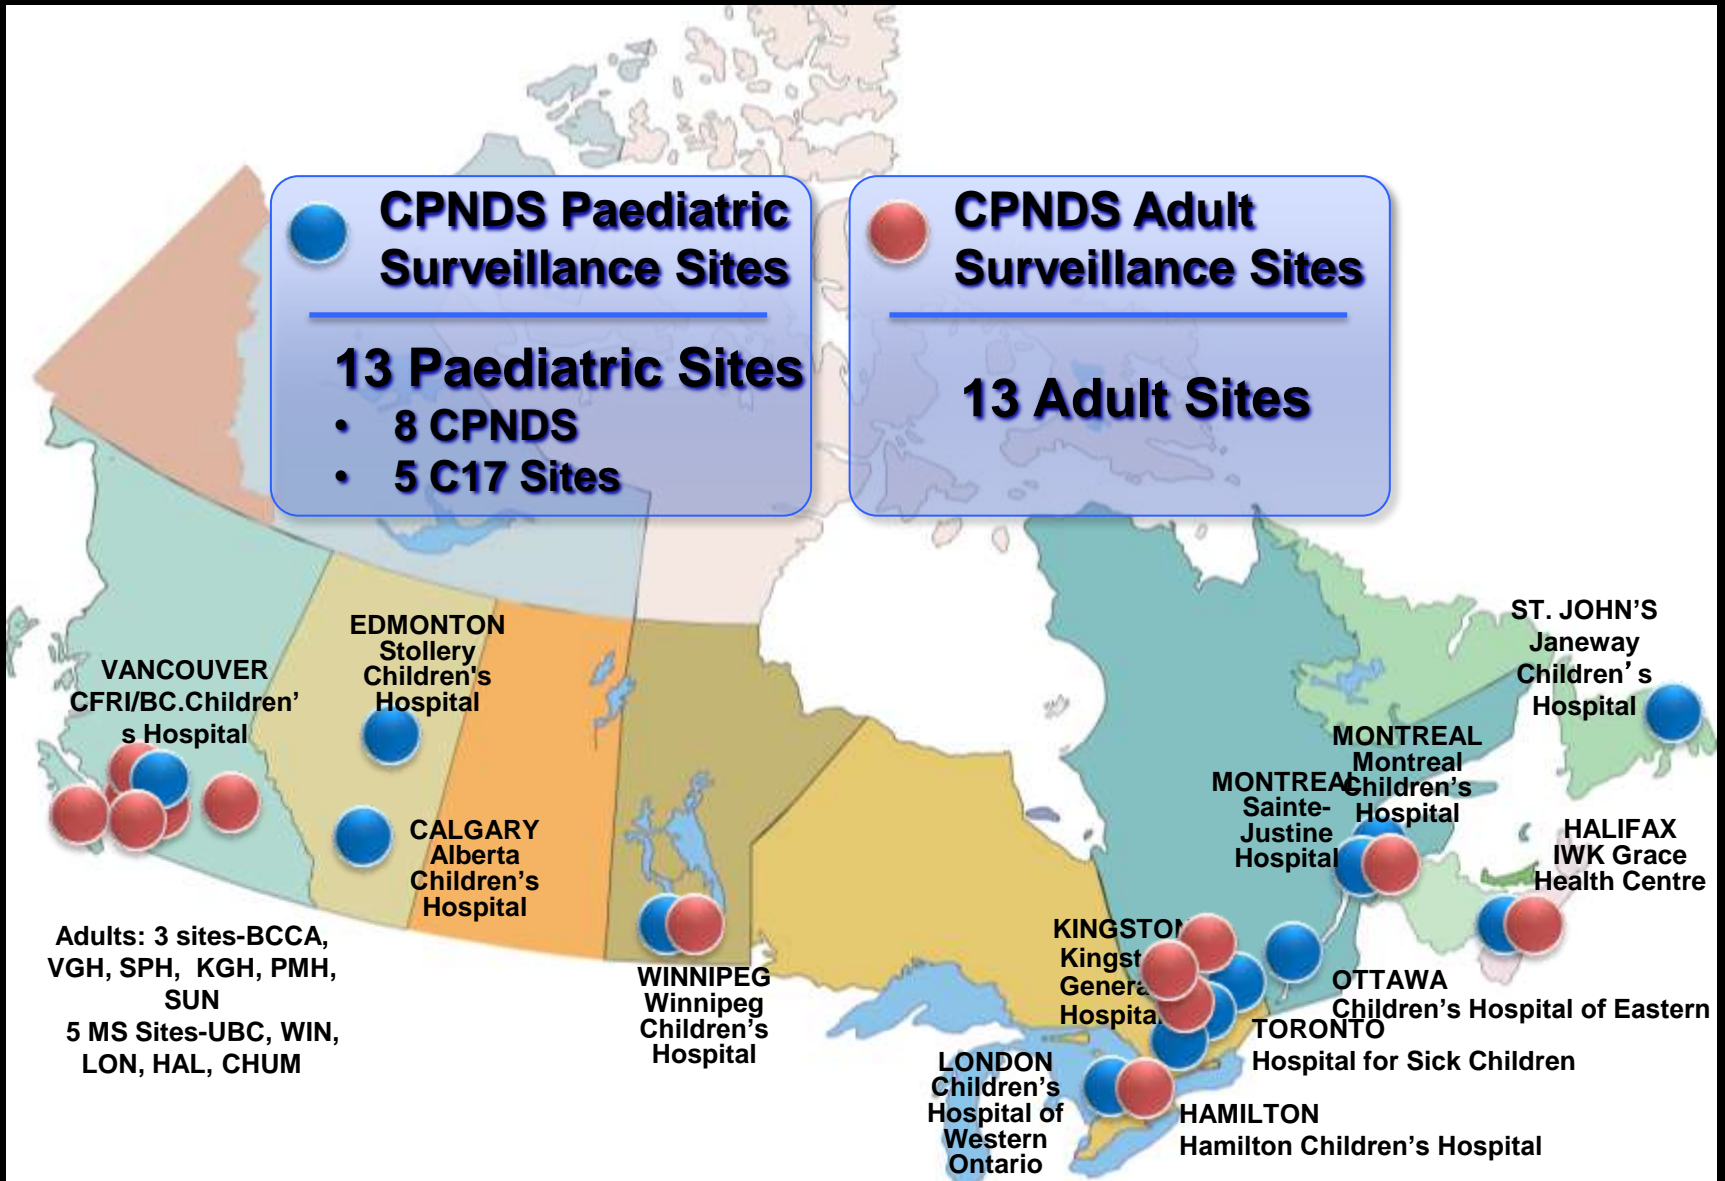 CPNDS Paediatric
Surveillance Sites
13 Paediatric Sites
• 8 CPNDS
• 5 C17 Sites
CPNDS Adult
Surveillance Sites
13 Adult Sites
VANCOUVER
CFRI/BC.Children’
s Hospital
EDMONTON
Stollery
Children's
Hospital
CALGARY
Alberta
Children’s
Hospital
Adults: 3 sites-BCCA,
VGH, SPH, KGH, PMH,
SUN
5 MS Sites-UBC, WIN,
LON, HAL, CHUM
WINNIPEG
Winnipeg
Children’s
Hospital
LONDON
Children’s
Hospital of
Western
Ontario
HAMILTON
Hamilton Children’s Hospital
KINGSTON
Genera
Hospita
TORONTO
Hospital for Sick Children
OTTAWA
Children’s Hospital of Eastern
MONTREAL
Sainte-
Justine
Hospital
MONTREAL
Montreal
Children’s
Hospital
ST. JOHN’S
Janeway
Children’s
Hospital
HALIFAX
IWK Grace
Health Centre